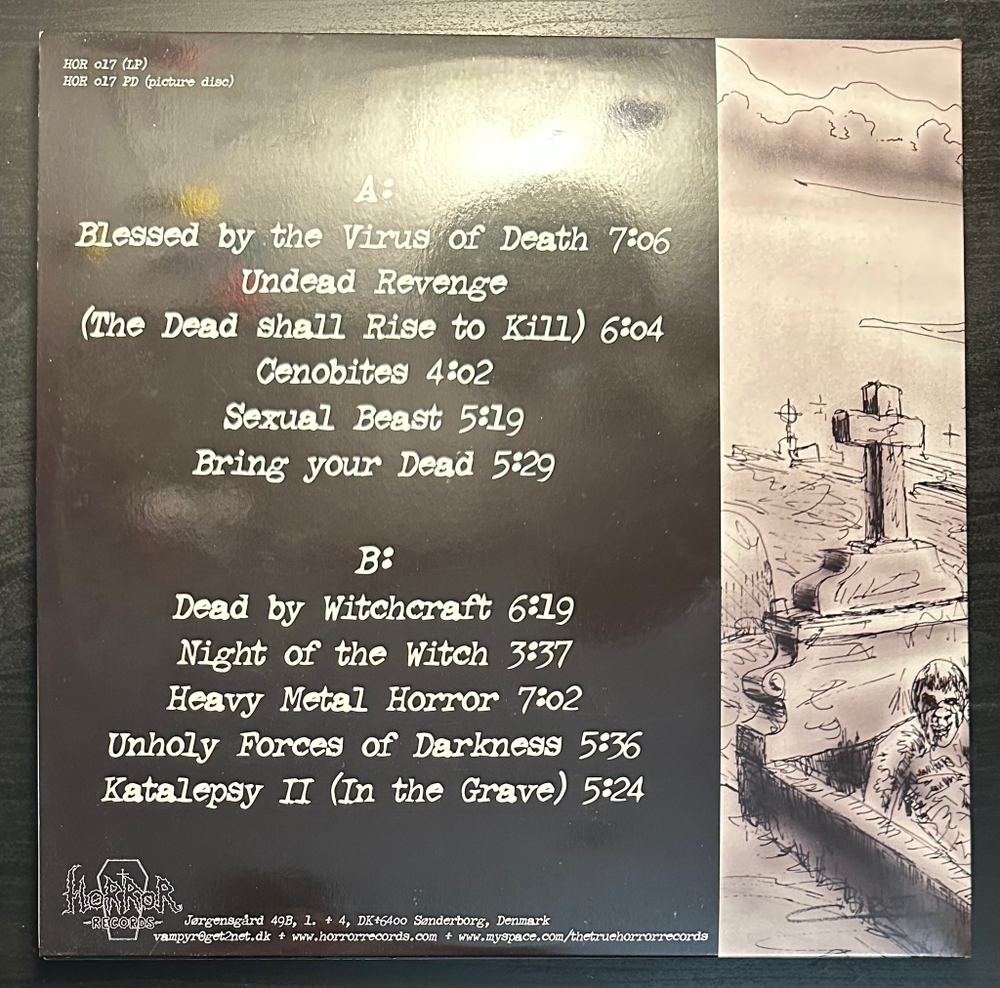 HOR 017 (LP)
HOR 017 PD (picture disc)
A:
Blessed by the Virus of Death 7:06
Undead Revenge
(The Dead shall Rise to Kill) 6:04
Cenobites 4:02
Sexual Beast 5:19
Bring your Dead 5:29
B:
Dead by Witchcraft 6:19
Night of the Witch 3:37
Heavy Metal Horror 7:02
Unholy Forces of Darkness 5:36
Katalepsy II (In the Grave) 5:24
HORROR
-RECORDS-
Jørgensgård 49B, 1. + 4, DK+6400 Sønderborg, Denmark
vampyr@get2net.dk + www.horrorrecords.com + www.myspace.com/thetruehorrorrecords